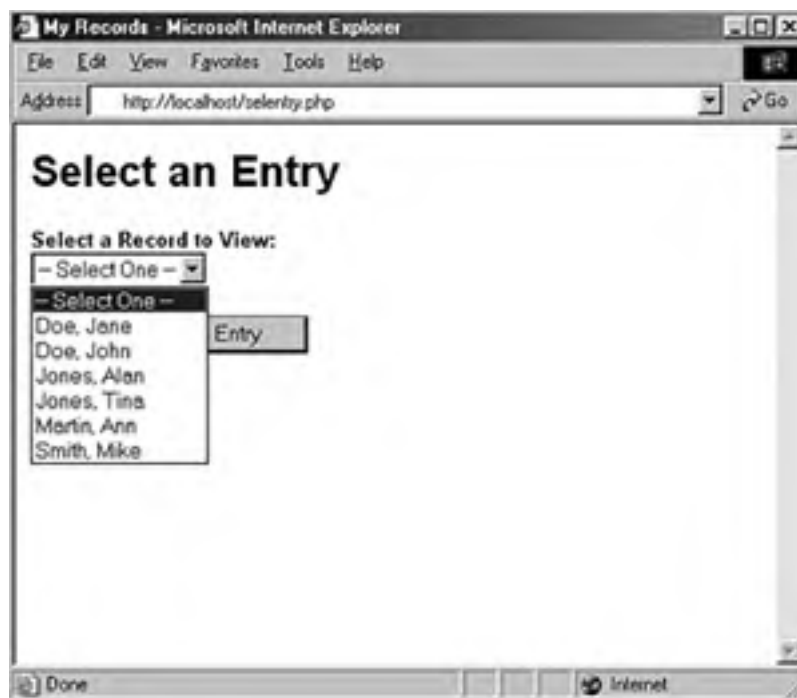 My Records - Microsoft Internet Explorer
File Edit View Favorites Tools Help
Address http://localhost/selentry.php Go
Select an Entry
Select a Record to View:
-- Select One --
-- Select One --
Doe, Jane
Doe, John
Jones, Alan
Jones, Tina
Martin, Ann
Smith, Mike
Entry
Done Internet